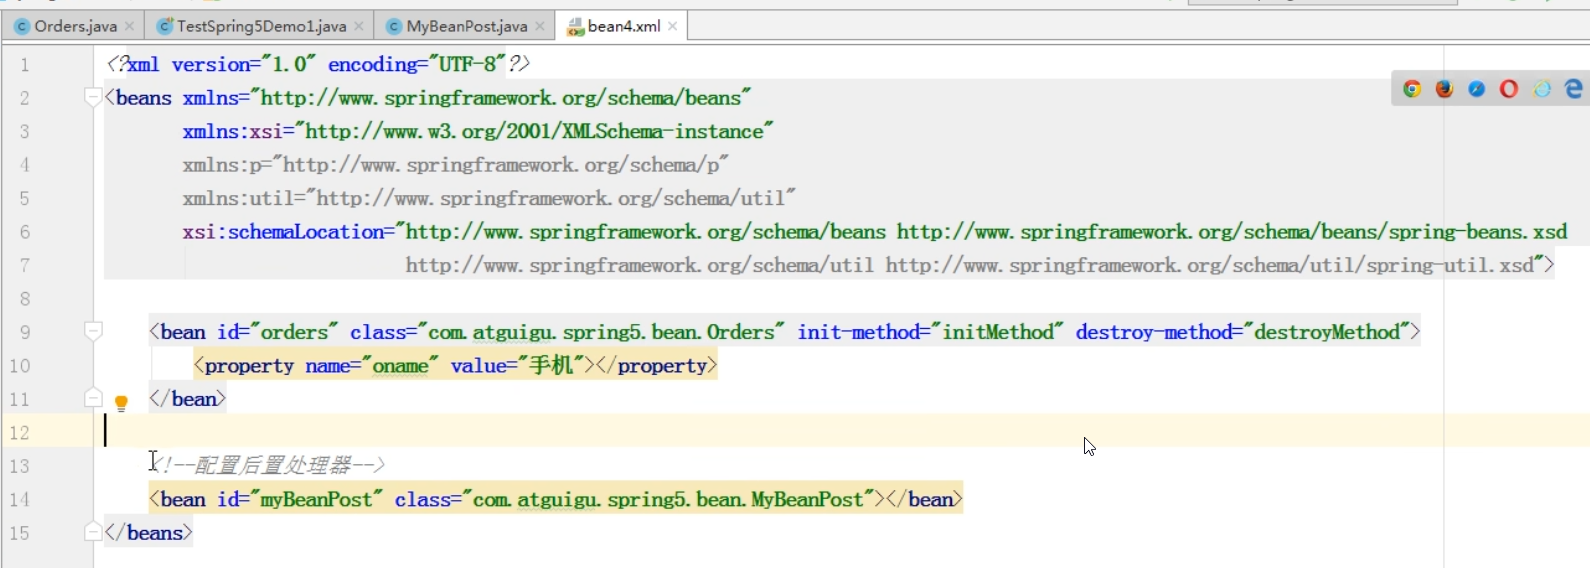 Orders.java TestSpring5Demo1.java MyBeanPost.java bean4.xml
1 <?xml version="1.0" encoding="UTF-8"?>
2 <beans xmlns="http://www.springframework.org/schema/beans"
3 xmlns:xsi="http://www.w3.org/2001/XMLSchema-instance"
4 xmlns:p="http://www.springframework.org/schema/p"
5 xmlns:util="http://www.springframework.org/schema/util"
6 xsi:schemaLocation="http://www.springframework.org/schema/beans http://www.springframework.org/schema/beans/spring-beans.xsd
7 http://www.springframework.org/schema/util http://www.springframework.org/schema/util/spring-util.xsd">
8
9 <bean id="orders" class="com.atguigu.spring5.bean.Orders" init-method="initMethod" destroy-method="destroyMethod">
10 <property name="oname" value="手机"></property>
11 </bean>
12
13 <!--配置后置处理器-->
14 <bean id="myBeanPost" class="com.atguigu.spring5.bean.MyBeanPost"></bean>
15 </beans>